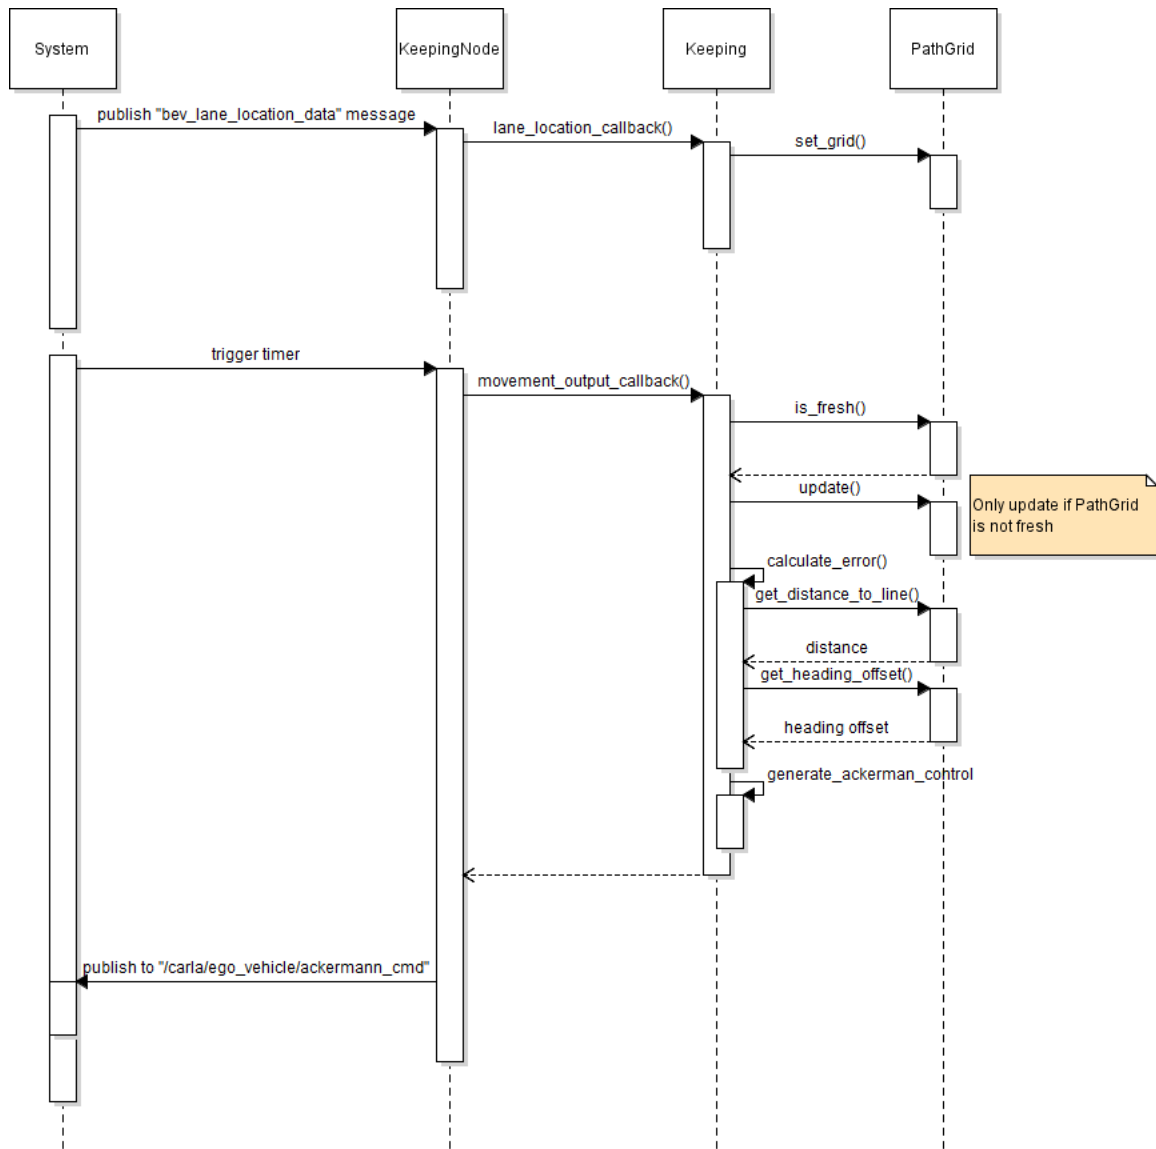 System
KeepingNode
Keeping
PathGrid
publish "bev_lane_location_data" message
lane_location_callback()
set_grid()
trigger timer
movement_output_callback()
is_fresh()
update()
Only update if PathGrid
is not fresh
calculate_error()
get_distance_to_line()
distance
get_heading_offset()
heading offset
generate_ackerman_control
publish to "/carla/ego_vehicle/ackermann_cmd"